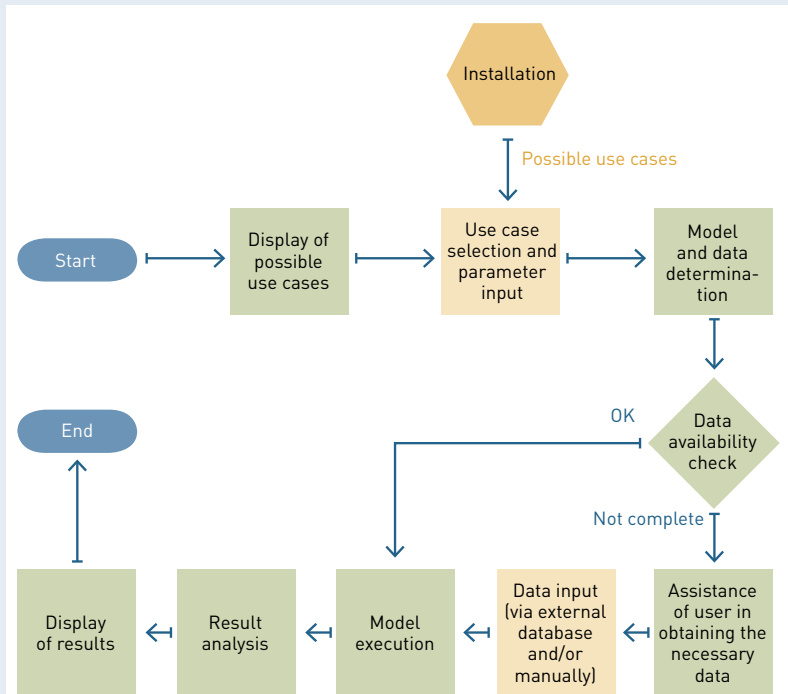 Installation
Possible use cases
Start
Display of
possible
use cases
Use case
selection and
parameter
input
Model
and data
determina-
tion
OK
Data
availability
check
End
Not complete
Display
of results
Result
analysis
Model
execution
Data input
(via external
database
and/or
manually)
Assistance
of user in
obtaining the
necessary
data